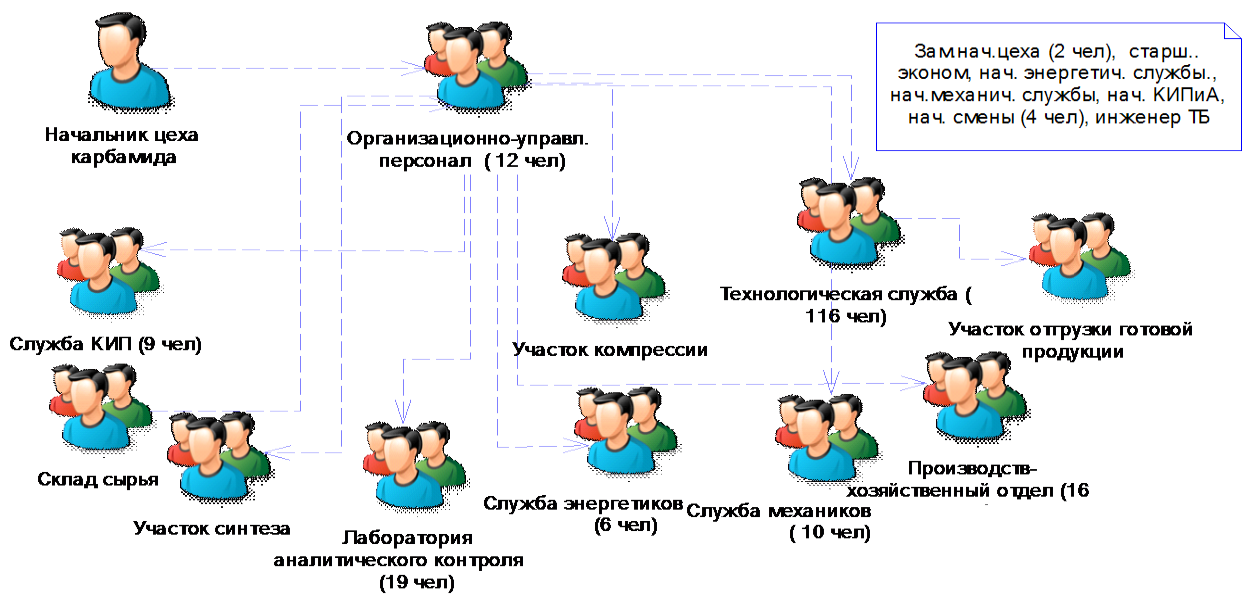 Зам.нач.цеха (2 чел), старш..
эконом, нач. энергетич. службы.,
нач.механич. службы, нач. КИПиА,
нач. смены (4 чел), инженер ТБ
Начальник цеха
карбамида
Организационно-управл.
персонал ( 12 чел)
Технологическая служба (
116 чел)
Участок отгрузки готовой
продукции
Служба КИП (9 чел)
Участок компрессии
Склад сырья
Участок синтеза
Лаборатория
аналитического контроля
(19 чел)
Служба энергетиков
(6 чел)
Служба механиков
( 10 чел)
Производств-
хозяйственный отдел (16